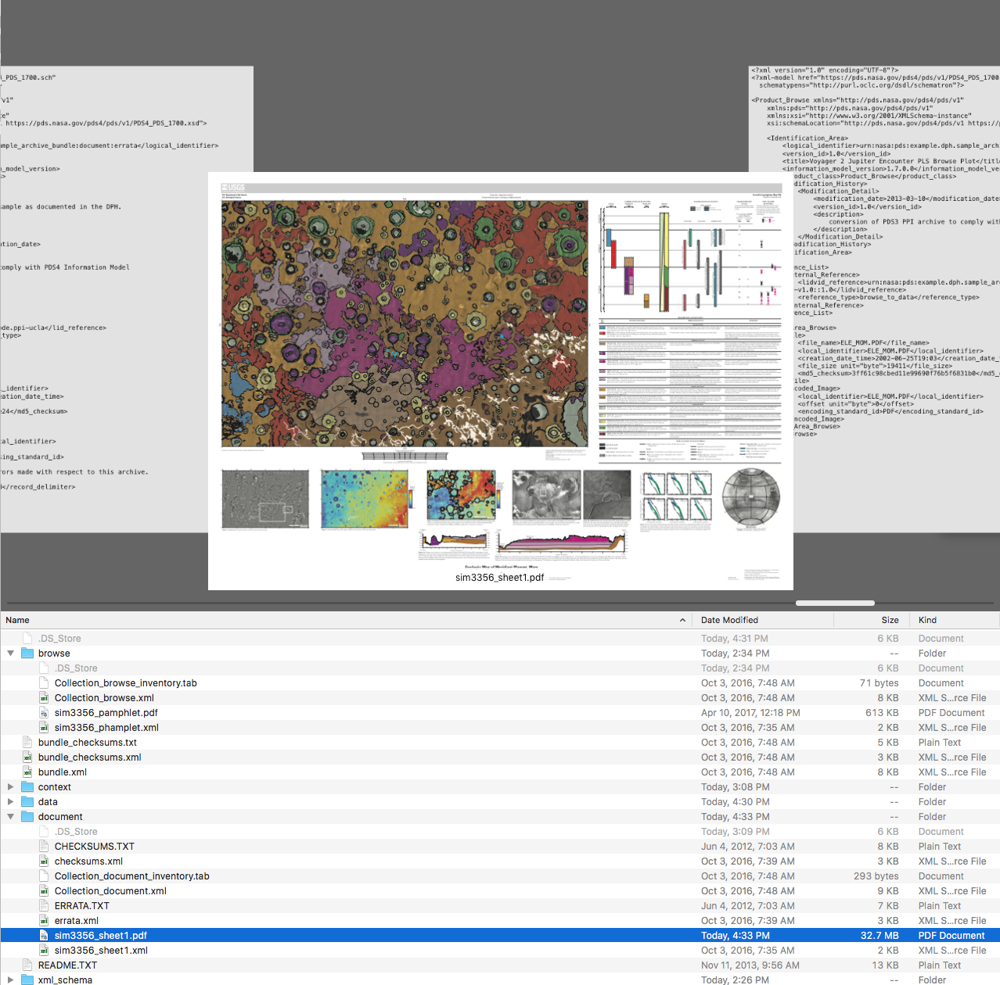 \_PDS_1700.sch"
/v1"
te"
. https://pds.nasa.gov/pds4/pds/v1/PDS4_PDS_1700.xsd">
ample_archive_bundle:document:errata</logical_identifier>
n_model_version>
s>
ample as documented in the DPH.
ation_date>
comply with PDS4 Information Model
ode.ppi-ucla</lid_reference>
_type>
l_identifier>
eation_date_time>
e24</md5_checksum>
cal_identifier>
ing_standard_id>
rors made with respect to this archive.
d</record_delimiter>
<?xml version="1.0" encoding="UTF-8"?>
<?xml-model href="https://pds.nasa.gov/pds4/pds/v1/PDS4_PDS_1700.
schematypens="http://purl.oclc.org/dsdl/schematron"?>
<Product_Browse xmlns="http://pds.nasa.gov/pds4/pds/v1"
xmlns:pds="http://pds.nasa.gov/pds4/pds/v1"
xmlns:xsi="http://www.w3.org/2001/XMLSchema-instance"
xsi:schemaLocation="http://pds.nasa.gov/pds4/pds/v1 https:/
<Identification_Area>
<logical_identifier>urn:nasa:pds:example.dph.sample_arch
<version_id>1.0</version_id>
<title>Voyager 2 Jupiter Encounter PLS Browse Plot</titl
<information_model_version>1.7.0.0</information_model_ve
oduct_class>Product_Browse</product_class>
odification_History>
<Modification_Detail>
<modification_date>2013-03-10</modification_date
<version_id>1.0</version_id>
<description>
conversion of PDS3 PPI archive to comply with
</description>
</Modification_Detail>
odification_History>
ification_Area>
nce_List>
ternal_Reference>
<lidvid_reference>urn:nasa:pds:example.dph.sample_ar
-v1.0::1.0</lidvid_reference>
<reference_type>browse_to_data</reference_type>
nternal_Reference>
ence_List>
rea_Browse>
le>
<file_name>ELE_MOM.PDF</file_name>
<local_identifier>ELE_MOM.PDF</local_identifier>
<creation_date_time>2002-06-25T19:03</creation_date_
<file_size unit="byte">19411</file_size>
<md5_checksum>3ff61c98cbed11e99690f76b5f6831b0</md5_
ile>
coded_Image>
<local_identifier>ELE_MOM.PDF</local_identifier>
<offset unit="byte">0</offset>
<encoding_standard_id>PDF</encoding_standard_id>
ncoded_Image>
Area_Browse>
rowse>
USGS
Geologic Map of Meridiani Planum, Mars
sim3356_sheet1.pdf
Name Date Modified Size Kind
.DS_Store Today, 4:31 PM 6 KB Document
browse Today, 2:34 PM -- Folder
.DS_Store Today, 2:34 PM 6 KB Document
Collection_browse_inventory.tab Oct 3, 2016, 7:48 AM 71 bytes Document
Collection_browse.xml Oct 3, 2016, 7:48 AM 8 KB XML S...rce File
sim3356_pamphlet.pdf Apr 10, 2017, 12:18 PM 613 KB PDF Document
sim3356_phamplet.xml Oct 3, 2016, 7:35 AM 2 KB XML S...rce File
bundle_checksums.txt Oct 3, 2016, 7:48 AM 5 KB Plain Text
bundle_checksums.xml Oct 3, 2016, 7:48 AM 3 KB XML S...rce File
bundle.xml Oct 3, 2016, 7:48 AM 8 KB XML S...rce File
context Today, 3:08 PM -- Folder
data Today, 4:30 PM -- Folder
document Today, 4:33 PM -- Folder
.DS_Store Today, 3:09 PM 6 KB Document
CHECKSUMS.TXT Jun 4, 2012, 7:03 AM 8 KB Plain Text
checksums.xml Oct 3, 2016, 7:39 AM 3 KB XML S...rce File
Collection_document_inventory.tab Oct 3, 2016, 7:48 AM 293 bytes Document
Collection_document.xml Oct 3, 2016, 7:48 AM 9 KB XML S...rce File
ERRATA.TXT Jun 4, 2012, 7:03 AM 7 KB Plain Text
errata.xml Oct 3, 2016, 7:39 AM 3 KB XML S...rce File
sim3356_sheet1.pdf Today, 4:33 PM 32.7 MB PDF Document
sim3356_sheet1.xml Oct 3, 2016, 7:35 AM 2 KB XML S...rce File
README.TXT Nov 11, 2013, 9:56 AM 13 KB Plain Text
xml_schema Today, 2:26 PM -- Folder